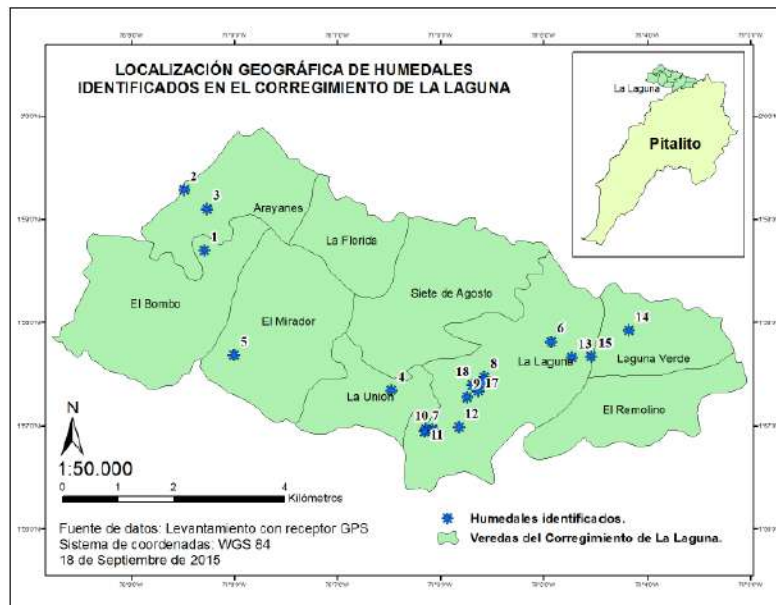 LOCALIZACIÓN GEOGRÁFICA DE HUMEDALES
IDENTIFICADOS EN EL CORREGIMIENTO DE LA LAGUNA
La Laguna
Pitalito
2
3
Arayanes
1
La Florida
El Bombo
Siete de Agosto
El Mirador
5
6
14
13
15
La Laguna
Laguna Verde
8
18
9
17
4
La Union
El Remolino
10
7
12
11
N
1:50.000
0 1 2 4
Kilómetros
Fuente de datos: Levantamiento con receptor GPS
Sistema de coordenadas: WGS 84
18 de Septiembre de 2015
Humedales identificados.
Veredas del Corregimiento de La Laguna.